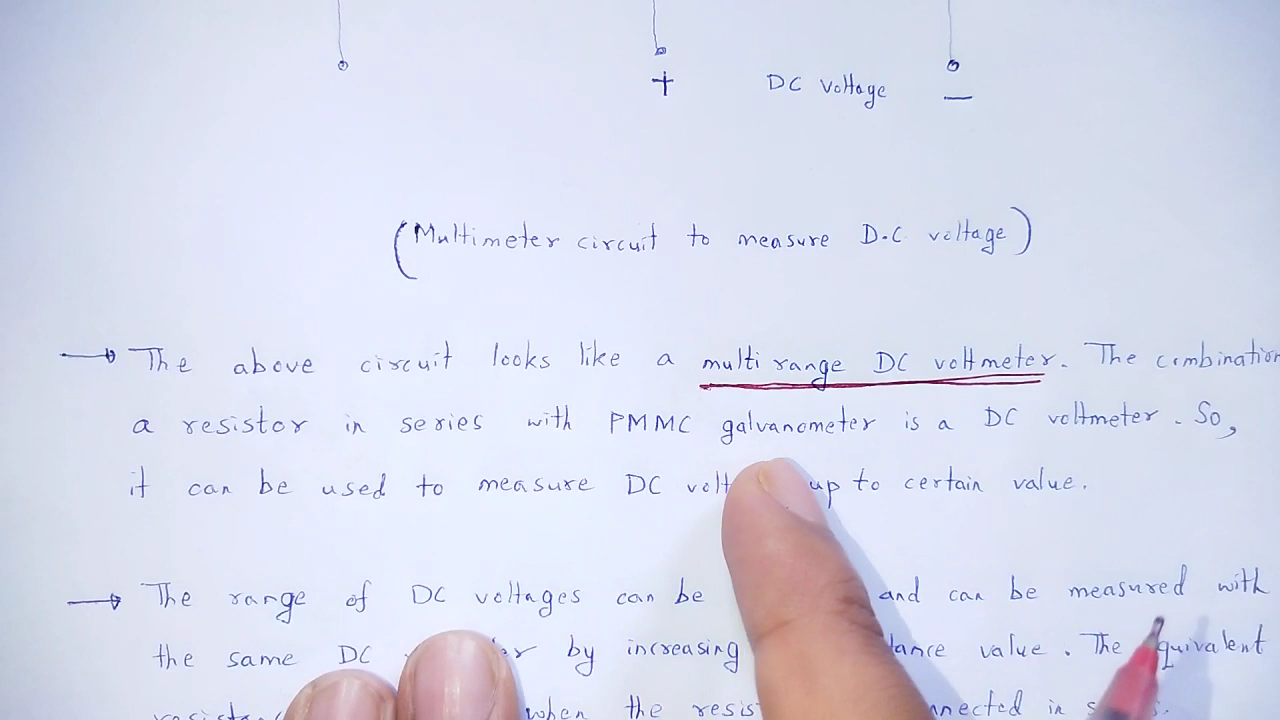 + DC voltage −
(Multimeter circuit to measure D.C voltage)
→ The above circuit looks like a multi range DC voltmeter. The combination
a resistor in series with PMMC galvanometer is a DC voltmeter. So,
it can be used to measure DC up to certain value.
→ The range of DC voltages can be and can be measured with
the same DC by increasing value. The equivalent
when the in